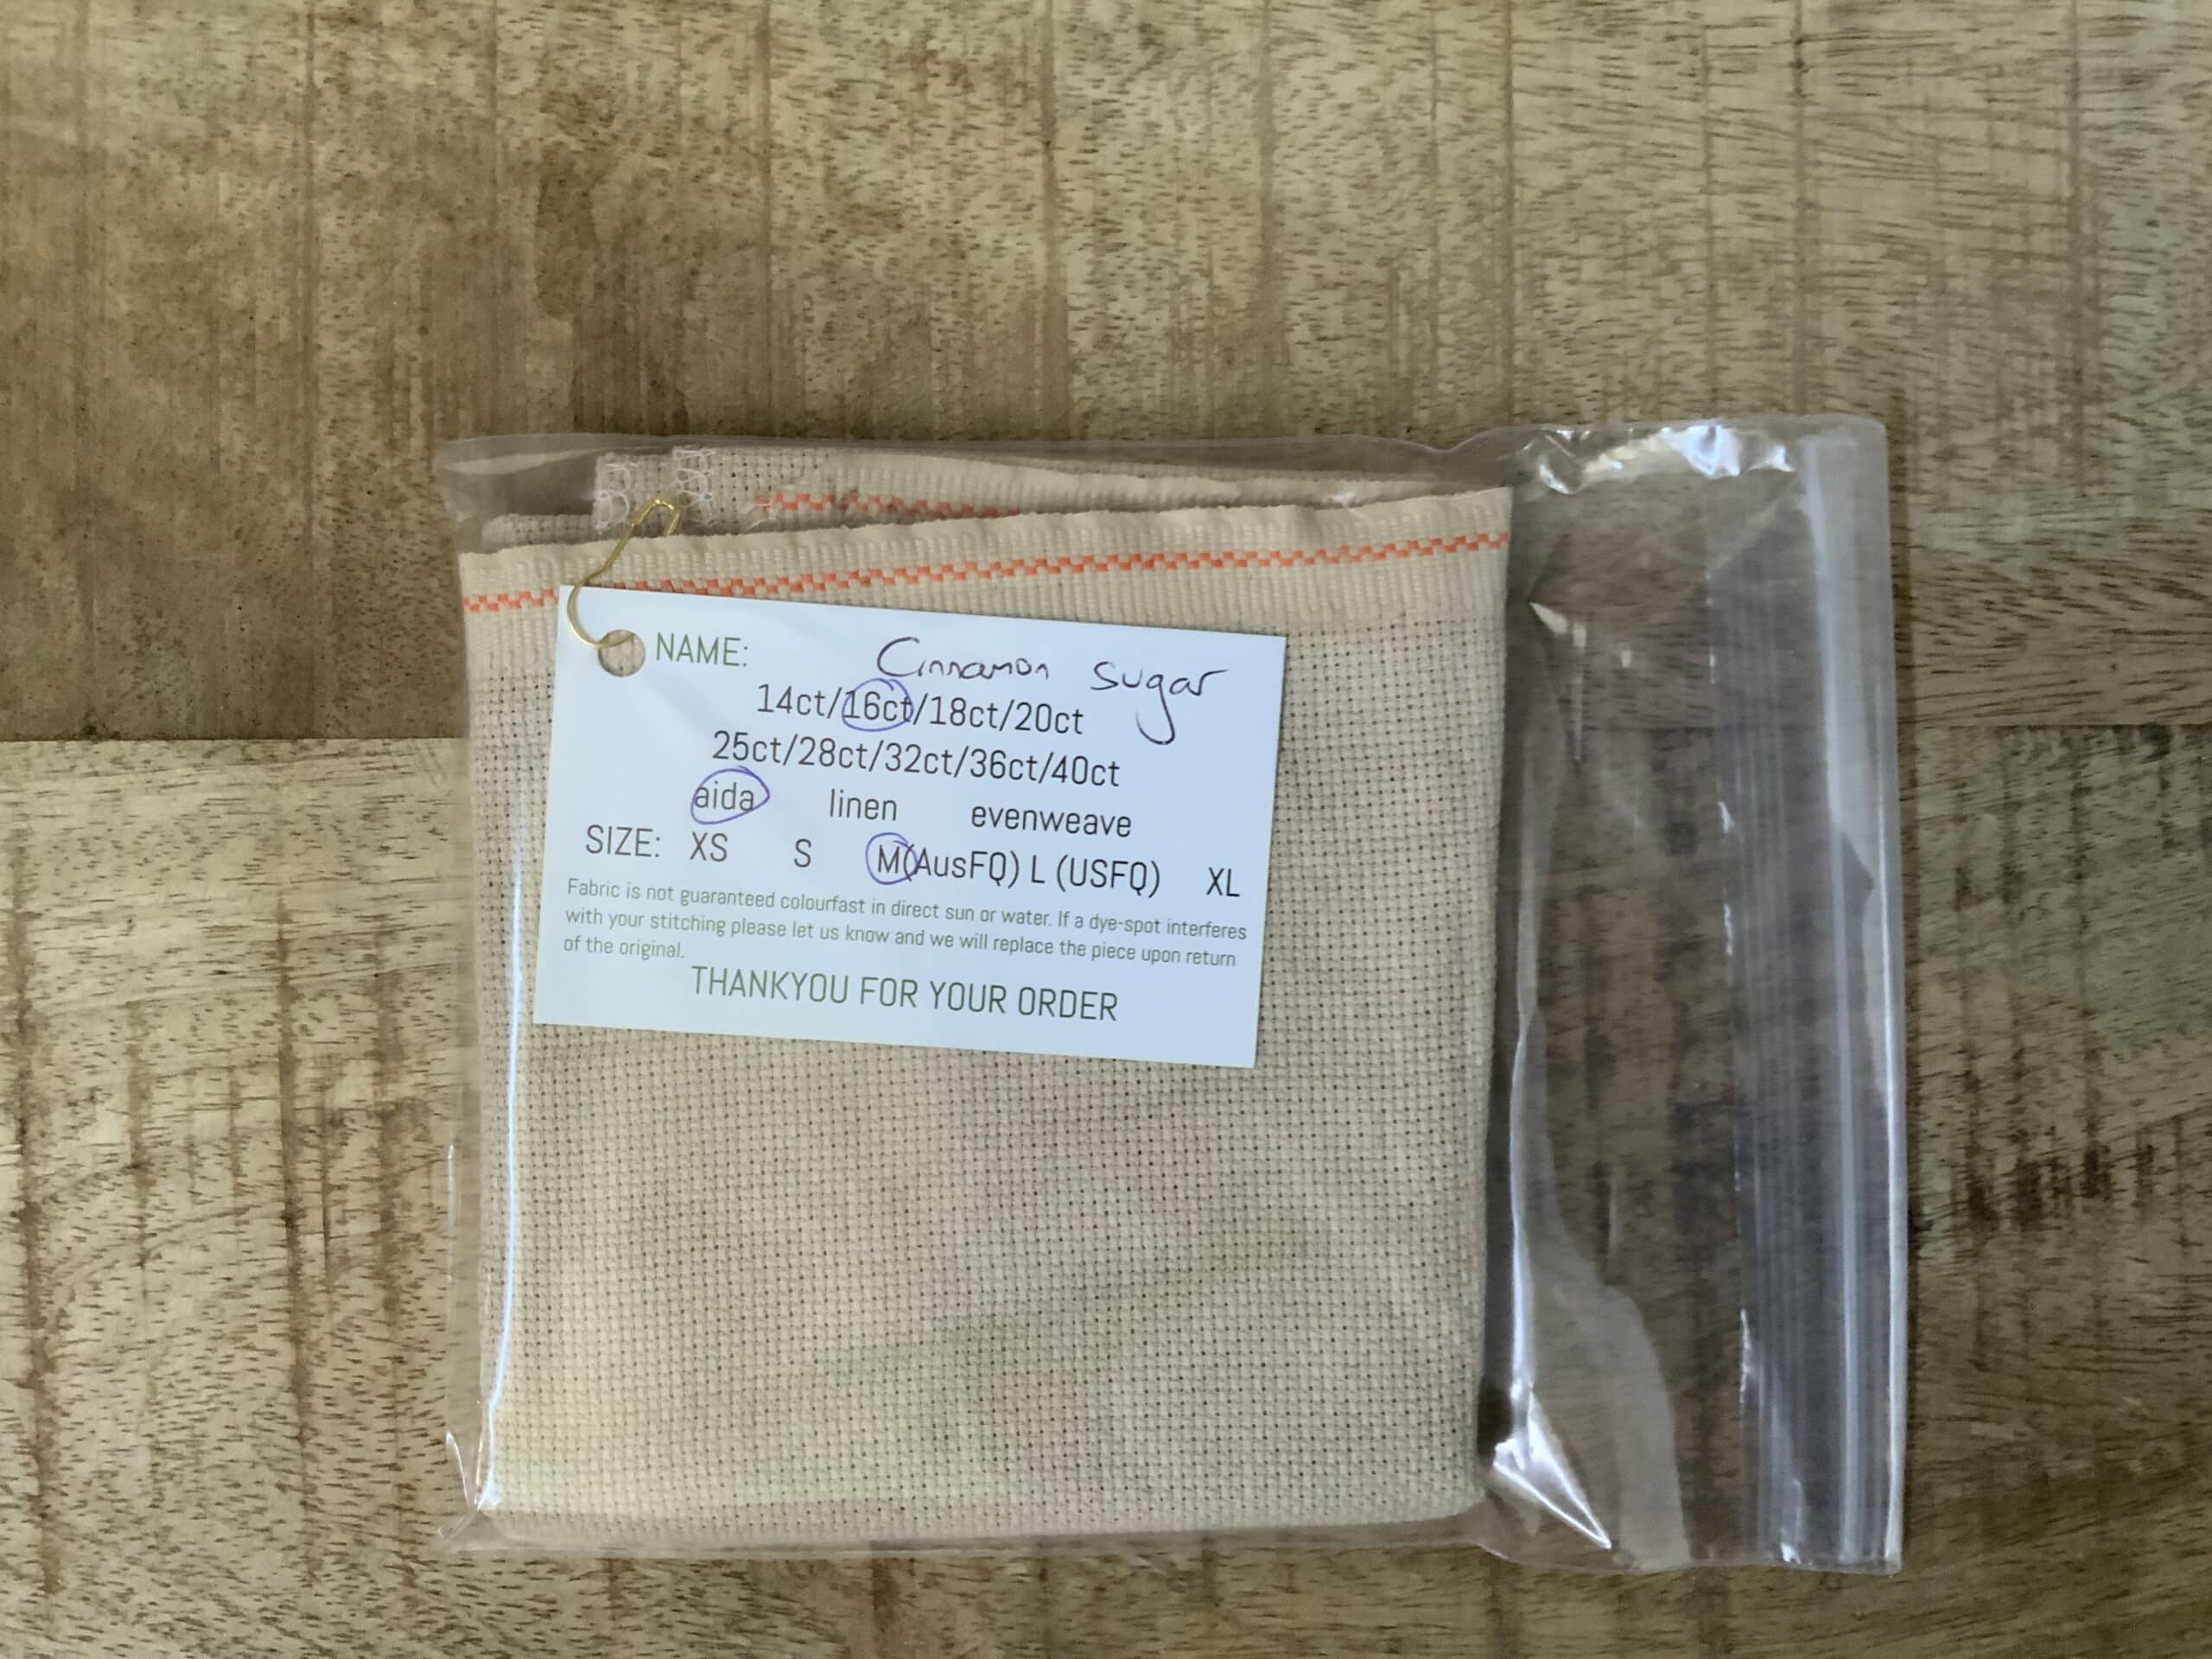 NAME: Cinnamon Sugar
14ct/16ct/18ct/20ct
25ct/28ct/32ct/36ct/40ct
aida linen evenweave
SIZE: XS S M(AusFQ) L (USFQ) XL
Fabric is not guaranteed colourfast in direct sun or water. If a dye-spot interferes
with your stitching please let us know and we will replace the piece upon return
of the original.
THANKYOU FOR YOUR ORDER